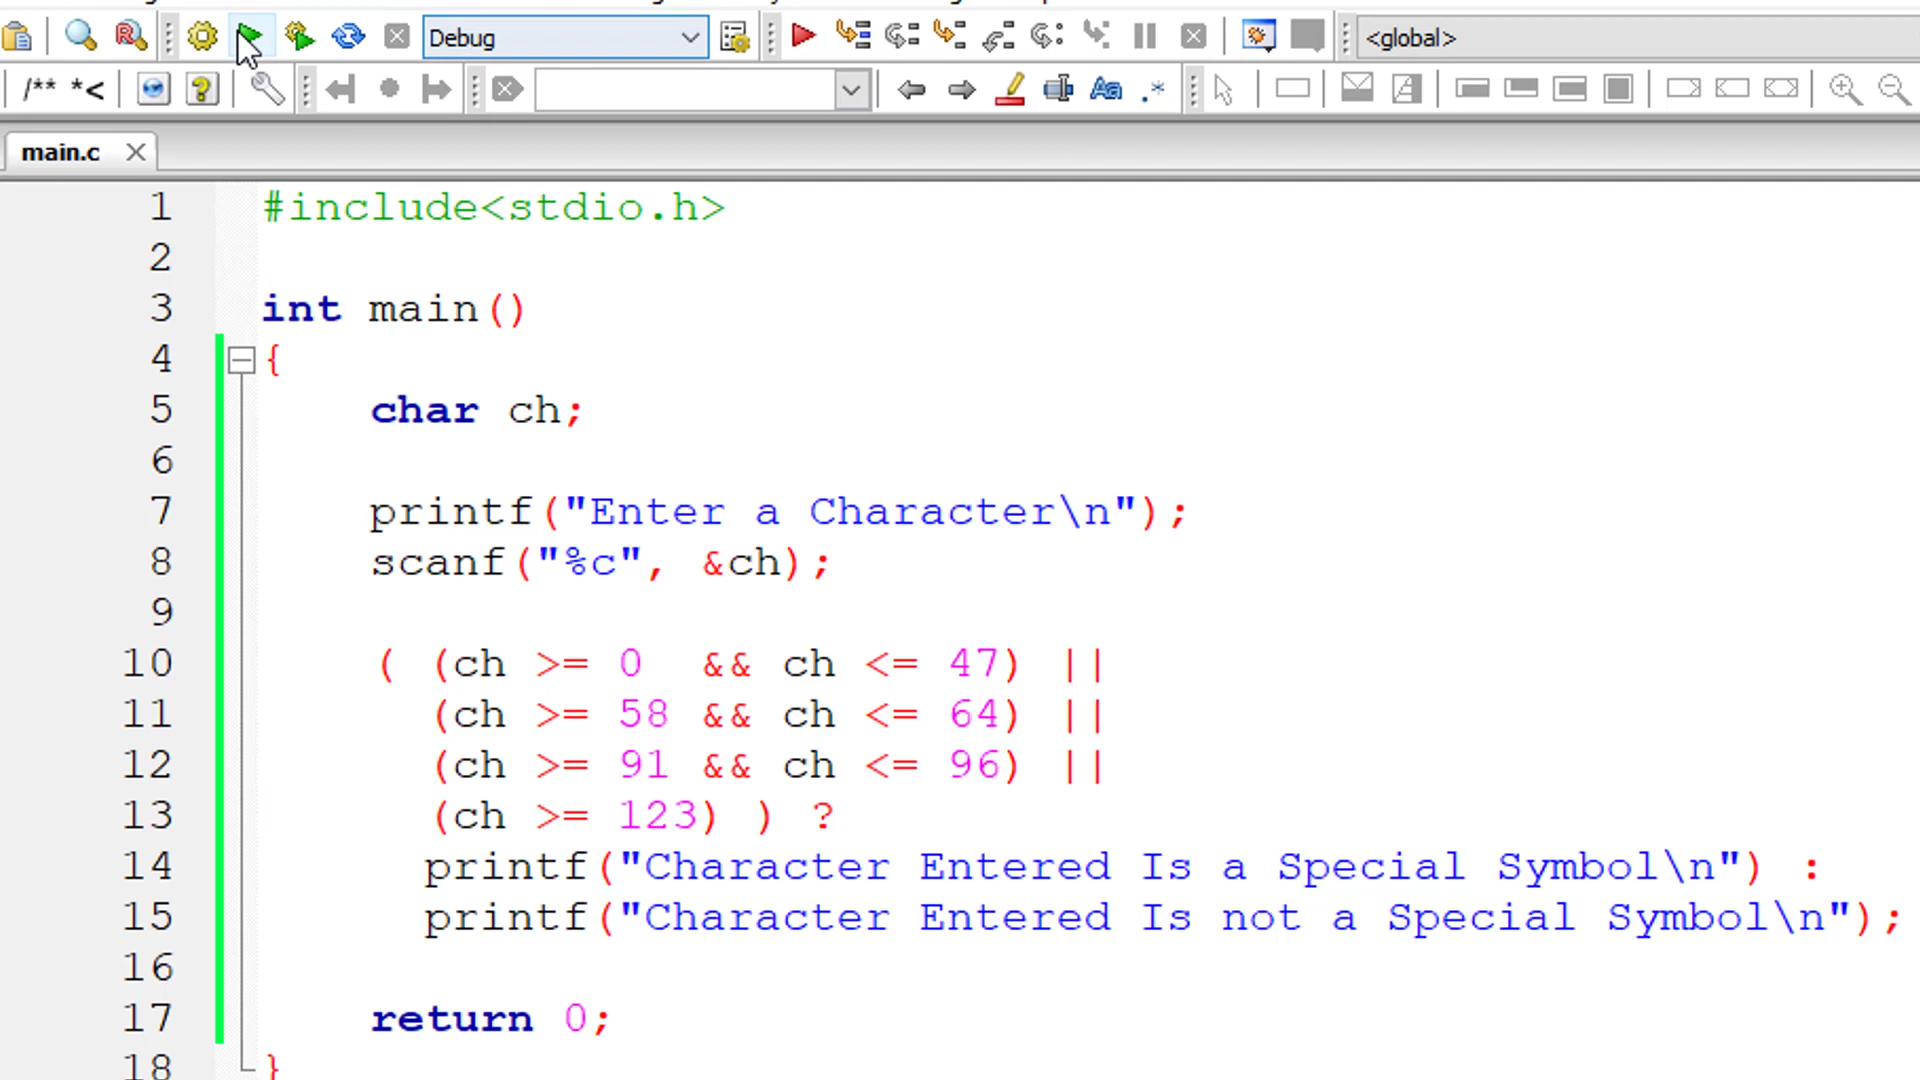 Debug
<global>
/** *<
Aa
.*
main.c
1 #include<stdio.h>
2
3 int main()
4 {
5 char ch;
6
7 printf("Enter a Character\n");
8 scanf("%c", &ch);
9
10 ( (ch >= 0 && ch <= 47) ||
11 (ch >= 58 && ch <= 64) ||
12 (ch >= 91 && ch <= 96) ||
13 (ch >= 123) ) ?
14 printf("Character Entered Is a Special Symbol\n") :
15 printf("Character Entered Is not a Special Symbol\n");
16
17 return 0;
18 }